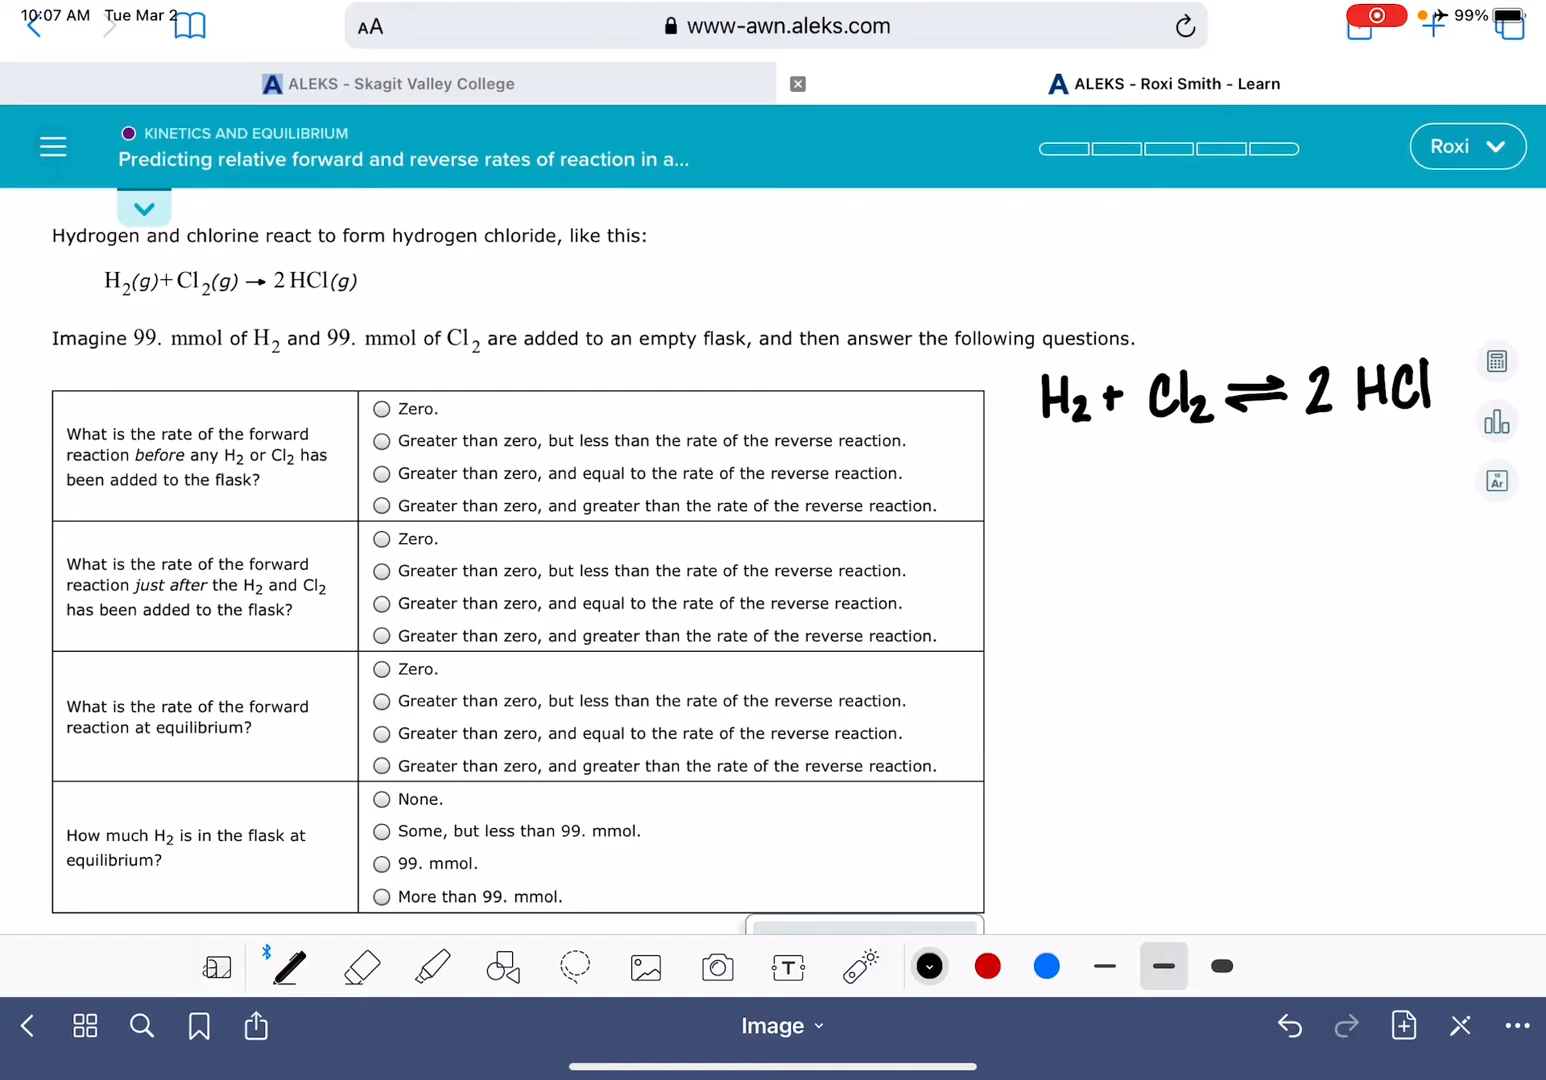 10:07 AM Tue Mar 2
AA
www-awn.aleks.com
99%
ALEKS - Skagit Valley College
ALEKS - Roxi Smith - Learn
KINETICS AND EQUILIBRIUM
Predicting relative forward and reverse rates of reaction in a...
Roxi
Hydrogen and chlorine react to form hydrogen chloride, like this:
H₂(g)+Cl₂(g) → 2 HCl(g)
Imagine 99. mmol of H₂ and 99. mmol of Cl₂ are added to an empty flask, and then answer the following questions.
H₂ + Cl₂ ⇌ 2 HCl
What is the rate of the forward
reaction before any H₂ or Cl₂ has
been added to the flask?
Zero.
Greater than zero, but less than the rate of the reverse reaction.
Greater than zero, and equal to the rate of the reverse reaction.
Greater than zero, and greater than the rate of the reverse reaction.
What is the rate of the forward
reaction just after the H₂ and Cl₂
has been added to the flask?
Zero.
Greater than zero, but less than the rate of the reverse reaction.
Greater than zero, and equal to the rate of the reverse reaction.
Greater than zero, and greater than the rate of the reverse reaction.
What is the rate of the forward
reaction at equilibrium?
Zero.
Greater than zero, but less than the rate of the reverse reaction.
Greater than zero, and equal to the rate of the reverse reaction.
Greater than zero, and greater than the rate of the reverse reaction.
How much H₂ is in the flask at
equilibrium?
None.
Some, but less than 99. mmol.
99. mmol.
More than 99. mmol.
Ar
T
Image